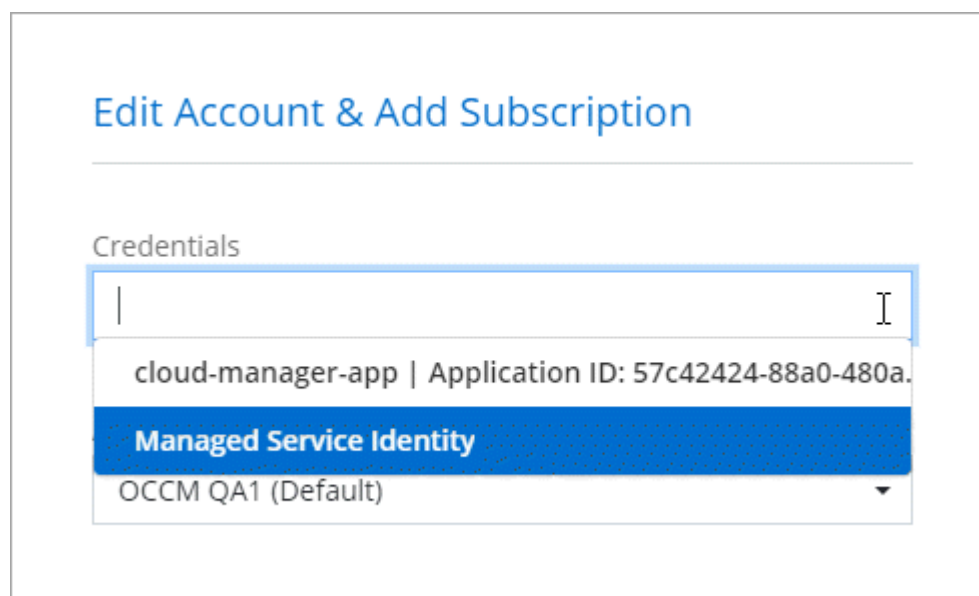 Edit Account & Add Subscription
Credentials
cloud-manager-app | Application ID: 57c42424-88a0-480a.
Managed Service Identity
OCCM QA1 (Default)